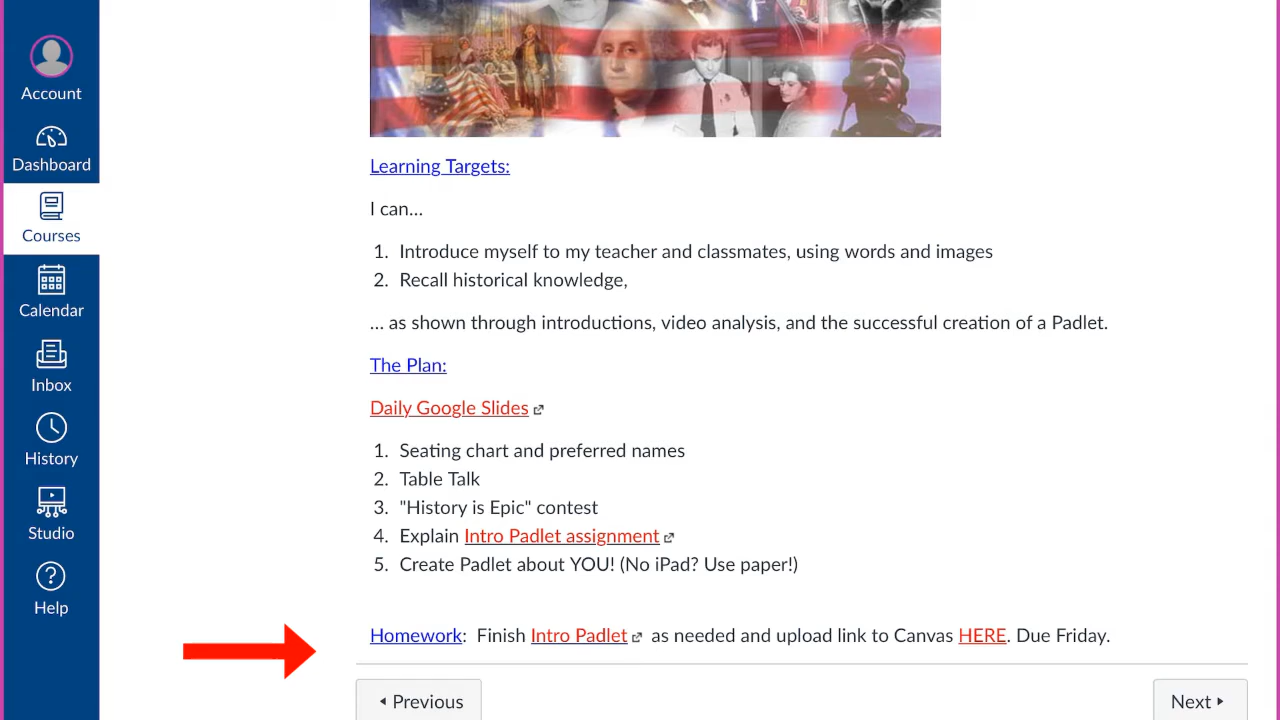 Account
Dashboard
Courses
Calendar
Inbox
History
Studio
Help
Learning Targets:
I can...
1. Introduce myself to my teacher and classmates, using words and images
2. Recall historical knowledge,
... as shown through introductions, video analysis, and the successful creation of a Padlet.
The Plan:
Daily Google Slides
1. Seating chart and preferred names
2. Table Talk
3. "History is Epic" contest
4. Explain Intro Padlet assignment
5. Create Padlet about YOU! (No iPad? Use paper!)
Homework: Finish Intro Padlet as needed and upload link to Canvas HERE. Due Friday.
Previous
Next